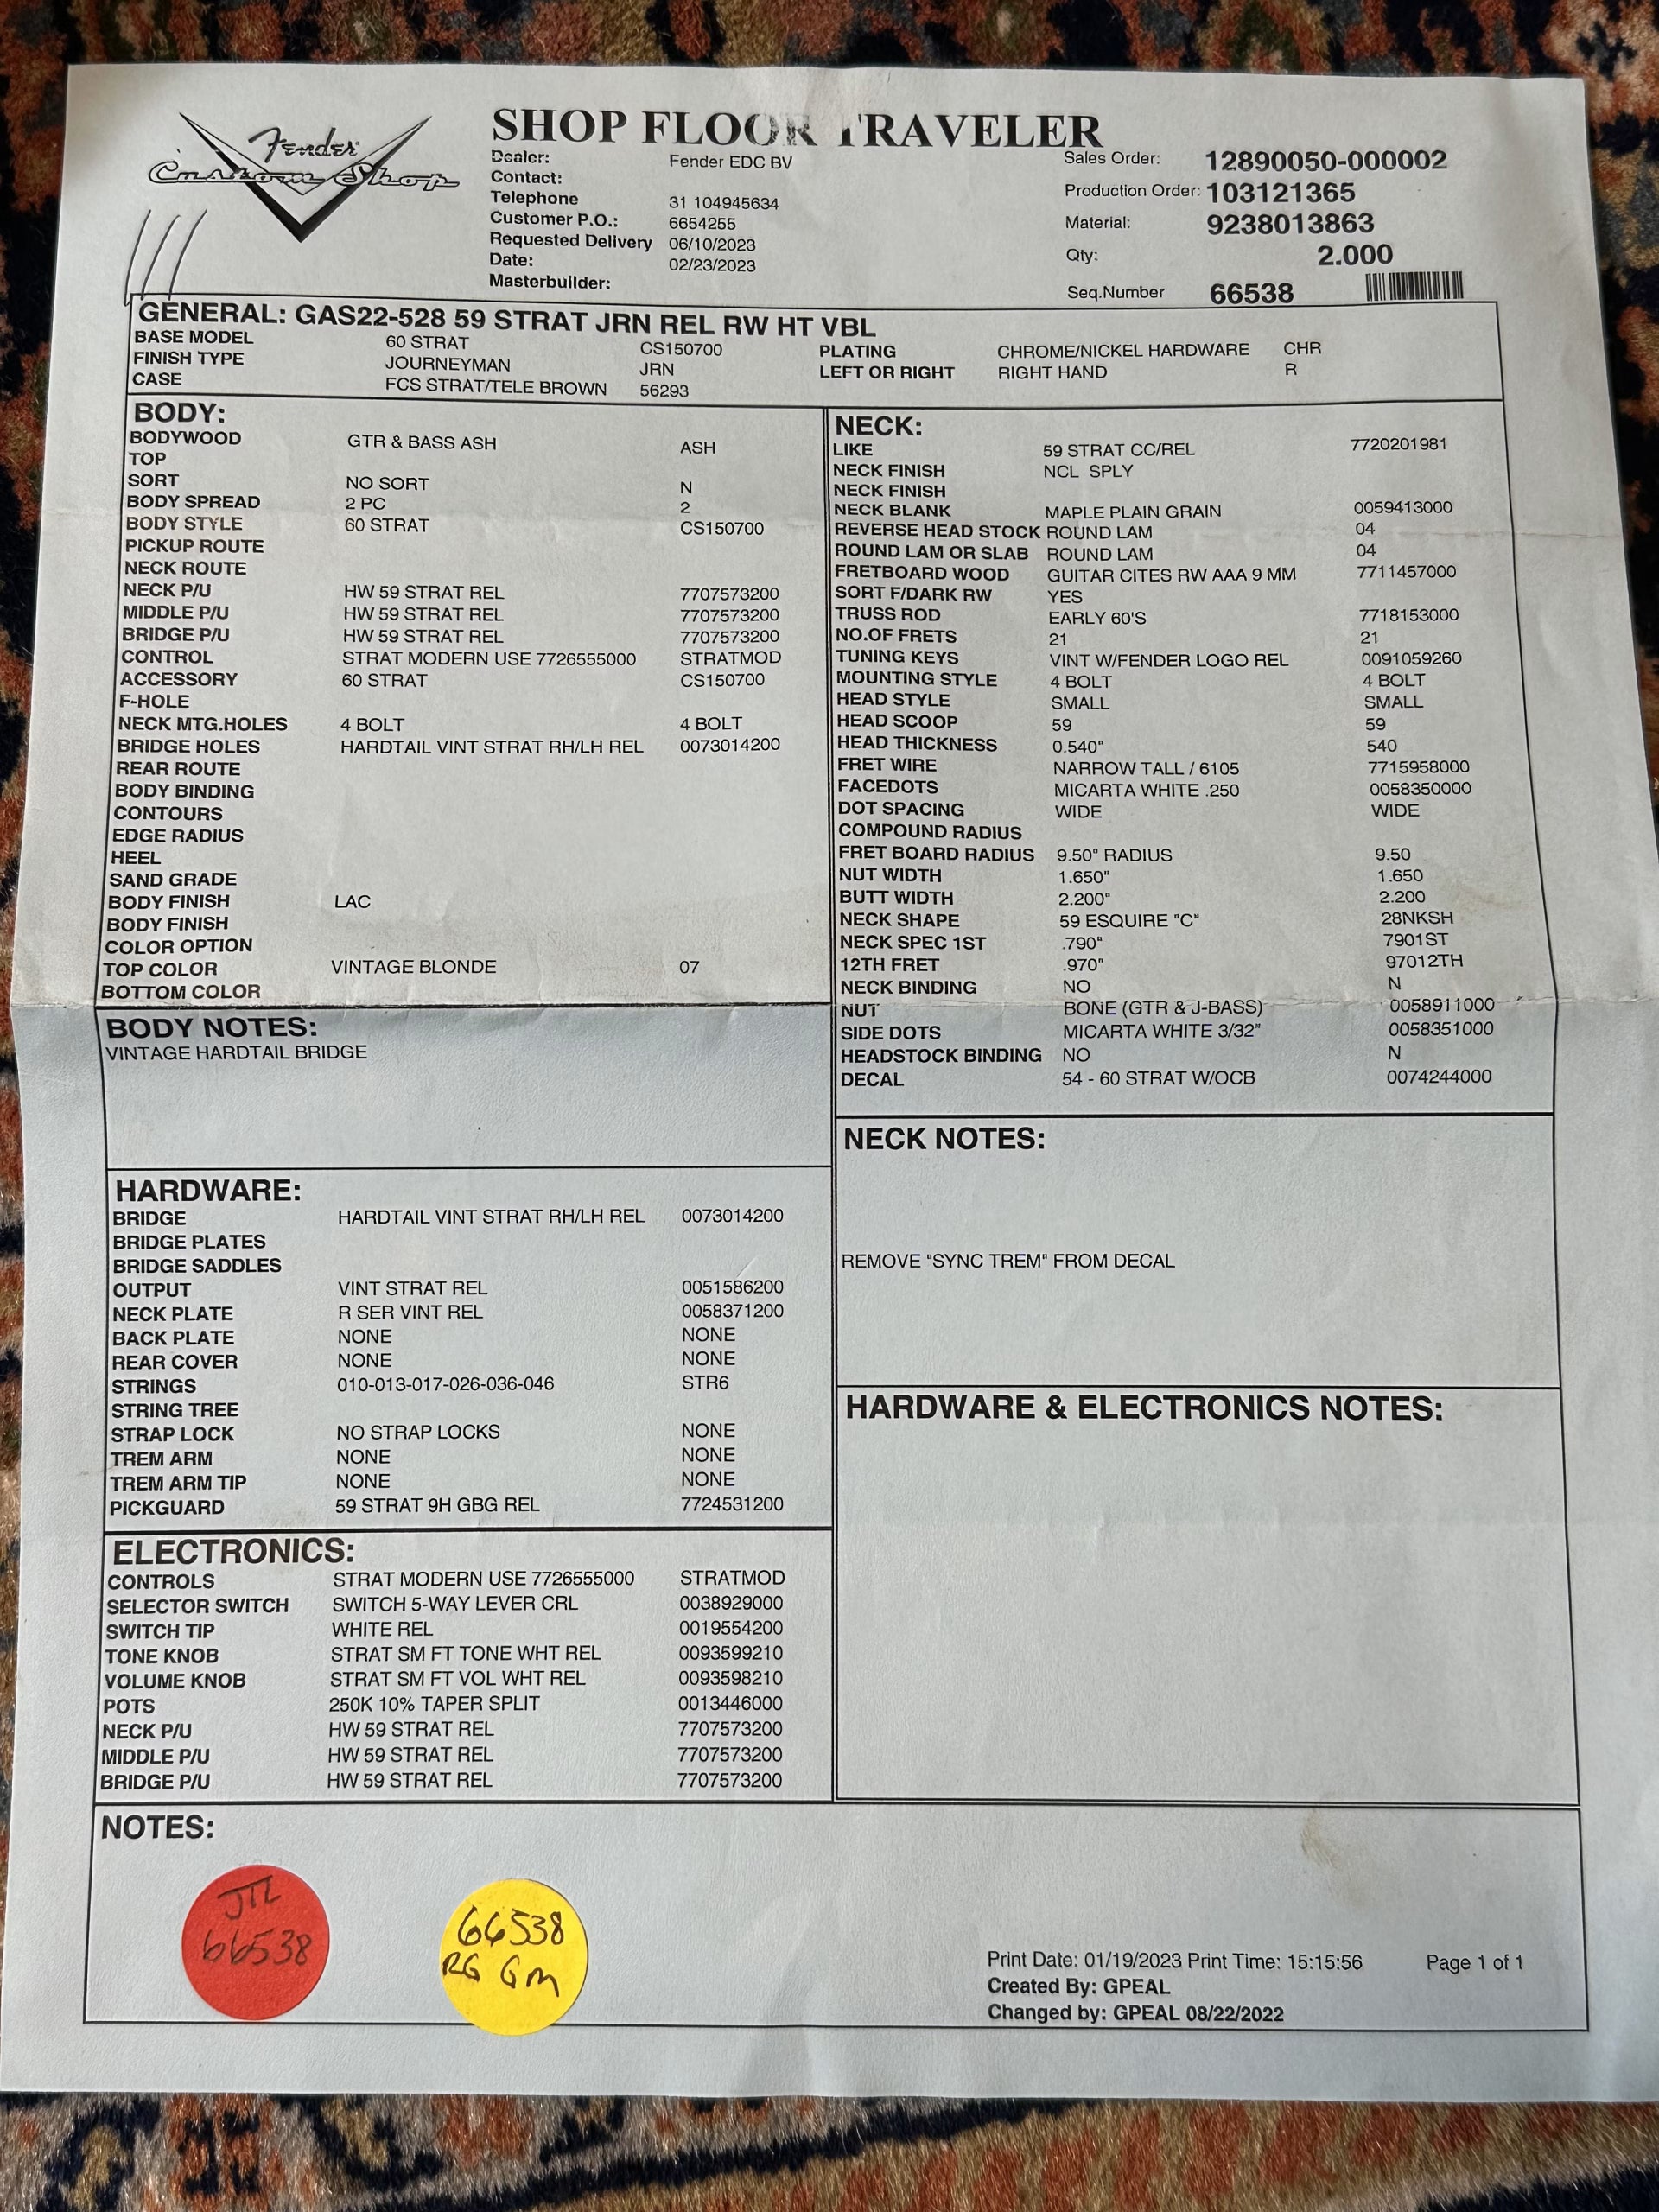 Fender
Custom Shop
SHOP FLOOR TRAVELER
Dealer: Fender EDC BV
Contact:
Telephone 31 104945634
Customer P.O.: 6654255
Requested Delivery 06/10/2023
Date: 02/23/2023
Masterbuilder:
Sales Order: 12890050-000002
Production Order: 103121365
Material: 9238013863
Qty: 2.000
Seq.Number 66538
GENERAL: GAS22-528 59 STRAT JRN REL RW HT VBL
BASE MODEL 60 STRAT CS150700
FINISH TYPE JOURNEYMAN JRN
CASE FCS STRAT/TELE BROWN 56293
PLATING CHROME/NICKEL HARDWARE CHR
LEFT OR RIGHT RIGHT HAND R
BODY:
BODYWOOD GTR & BASS ASH ASH
TOP
SORT NO SORT N
BODY SPREAD 2 PC 2
BODY STYLE 60 STRAT CS150700
PICKUP ROUTE
NECK ROUTE
NECK P/U HW 59 STRAT REL 7707573200
MIDDLE P/U HW 59 STRAT REL 7707573200
BRIDGE P/U HW 59 STRAT REL 7707573200
CONTROL STRAT MODERN USE 7726555000 STRATMOD
ACCESSORY 60 STRAT CS150700
F-HOLE
NECK MTG.HOLES 4 BOLT 4 BOLT
BRIDGE HOLES HARDTAIL VINT STRAT RH/LH REL 0073014200
REAR ROUTE
BODY BINDING
CONTOURS
EDGE RADIUS
HEEL
SAND GRADE
BODY FINISH LAC
BODY FINISH
COLOR OPTION
TOP COLOR VINTAGE BLONDE 07
BOTTOM COLOR
BODY NOTES:
VINTAGE HARDTAIL BRIDGE
HARDWARE:
BRIDGE HARDTAIL VINT STRAT RH/LH REL 0073014200
BRIDGE PLATES
BRIDGE SADDLES
OUTPUT VINT STRAT REL 0051586200
NECK PLATE R SER VINT REL 0058371200
BACK PLATE NONE NONE
REAR COVER NONE NONE
STRINGS 010-013-017-026-036-046 STR6
STRING TREE
STRAP LOCK NO STRAP LOCKS NONE
TREM ARM NONE NONE
TREM ARM TIP NONE NONE
PICKGUARD 59 STRAT 9H GBG REL 7724531200
ELECTRONICS:
CONTROLS STRAT MODERN USE 7726555000 STRATMOD
SELECTOR SWITCH SWITCH 5-WAY LEVER CRL 0038929000
SWITCH TIP WHITE REL 0019554200
TONE KNOB STRAT SM FT TONE WHT REL 0093599210
VOLUME KNOB STRAT SM FT VOL WHT REL 0093598210
POTS 250K 10% TAPER SPLIT 0013446000
NECK P/U HW 59 STRAT REL 7707573200
MIDDLE P/U HW 59 STRAT REL 7707573200
BRIDGE P/U HW 59 STRAT REL 7707573200
NECK:
LIKE 59 STRAT CC/REL 7720201981
NECK FINISH NCL SPLY
NECK FINISH
NECK BLANK MAPLE PLAIN GRAIN 0059413000
REVERSE HEAD STOCK ROUND LAM 04
ROUND LAM OR SLAB ROUND LAM 04
FRETBOARD WOOD GUITAR CITES RW AAA 9 MM 7711457000
SORT F/DARK RW YES
TRUSS ROD EARLY 60'S 7718153000
NO.OF FRETS 21 21
TUNING KEYS VINT W/FENDER LOGO REL 0091059260
MOUNTING STYLE 4 BOLT 4 BOLT
HEAD STYLE SMALL SMALL
HEAD SCOOP 59 59
HEAD THICKNESS 0.540" 540
FRET WIRE NARROW TALL / 6105 7715958000
FACEDOTS MICARTA WHITE .250 0058350000
DOT SPACING WIDE WIDE
COMPOUND RADIUS
FRET BOARD RADIUS 9.50" RADIUS 9.50
NUT WIDTH 1.650" 1.650
BUTT WIDTH 2.200" 2.200
NECK SHAPE 59 ESQUIRE "C" 28NKSH
NECK SPEC 1ST .790" 7901ST
12TH FRET .970" 97012TH
NECK BINDING NO N
NUT BONE (GTR & J-BASS) 0058911000
SIDE DOTS MICARTA WHITE 3/32" 0058351000
HEADSTOCK BINDING NO N
DECAL 54 - 60 STRAT W/OCB 0074244000
NECK NOTES:
REMOVE "SYNC TREM" FROM DECAL
HARDWARE & ELECTRONICS NOTES:
NOTES:
JTL
66538
66538
RG GM
Print Date: 01/19/2023 Print Time: 15:15:56 Page 1 of 1
Created By: GPEAL
Changed by: GPEAL 08/22/2022